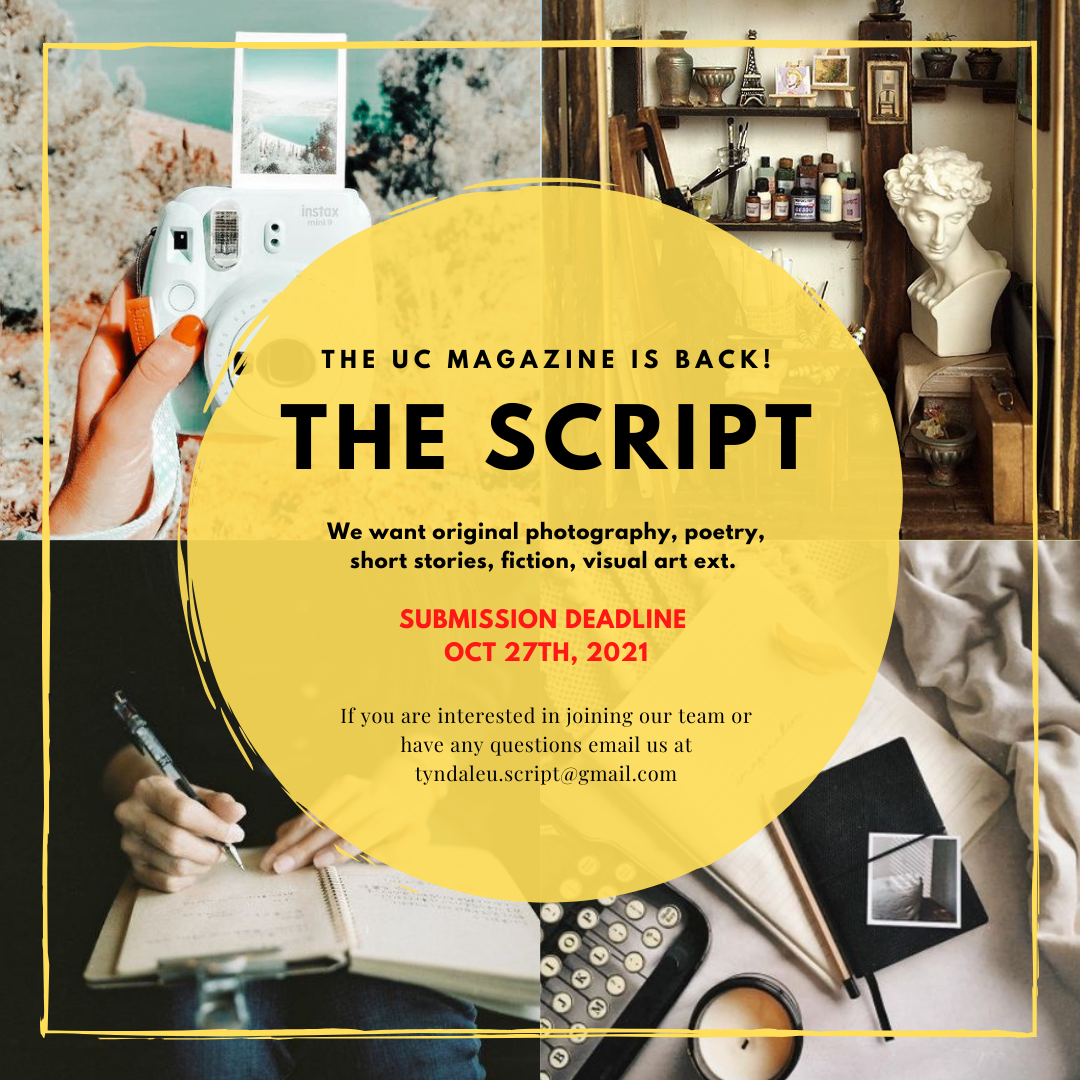 instax
mini 9
THE UC MAGAZINE IS BACK!
THE SCRIPT
We want original photography, poetry,
short stories, fiction, visual art ext.
SUBMISSION DEADLINE
OCT 27TH, 2021
If you are interested in joining our team or
have any questions email us at
tyndaleu.script@gmail.com